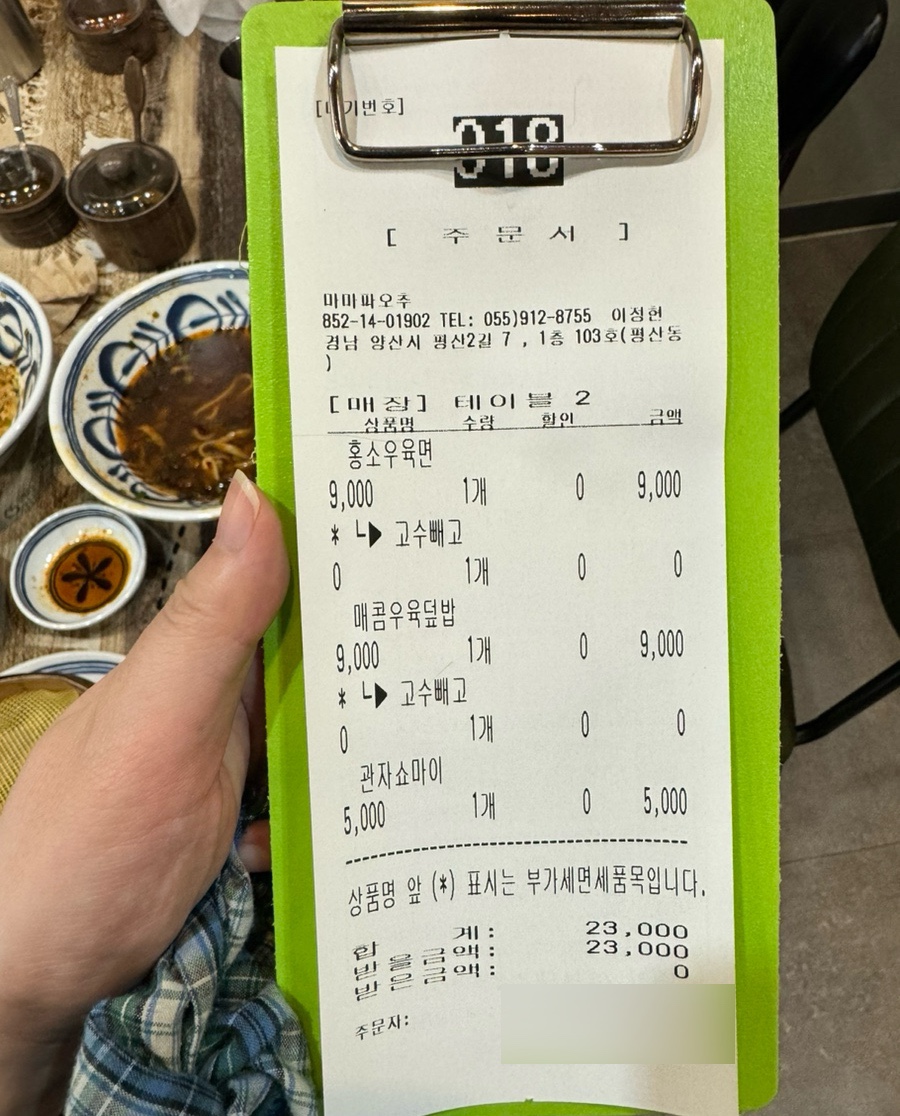 [대기번호]
018
[ 주 문 서 ]
마마파오추
852-14-01902 TEL: 055)912-8755 이정현
경남 양산시 평산2길 7 , 1층 103호(평산동
)
[매장] 테이블 2
상품명 수량 할인 금액
홍소우육면
9,000 1개 0 9,000
* ┗▶ 고수빼고
0 1개 0 0
매콤우육덮밥
9,000 1개 0 9,000
* ┗▶ 고수빼고
0 1개 0 0
관자쇼마이
5,000 1개 0 5,000
상품명 앞 (*) 표시는 부가세면세품목입니다.
합 계: 23,000
받을금액: 23,000
받은금액: 0
주문자: